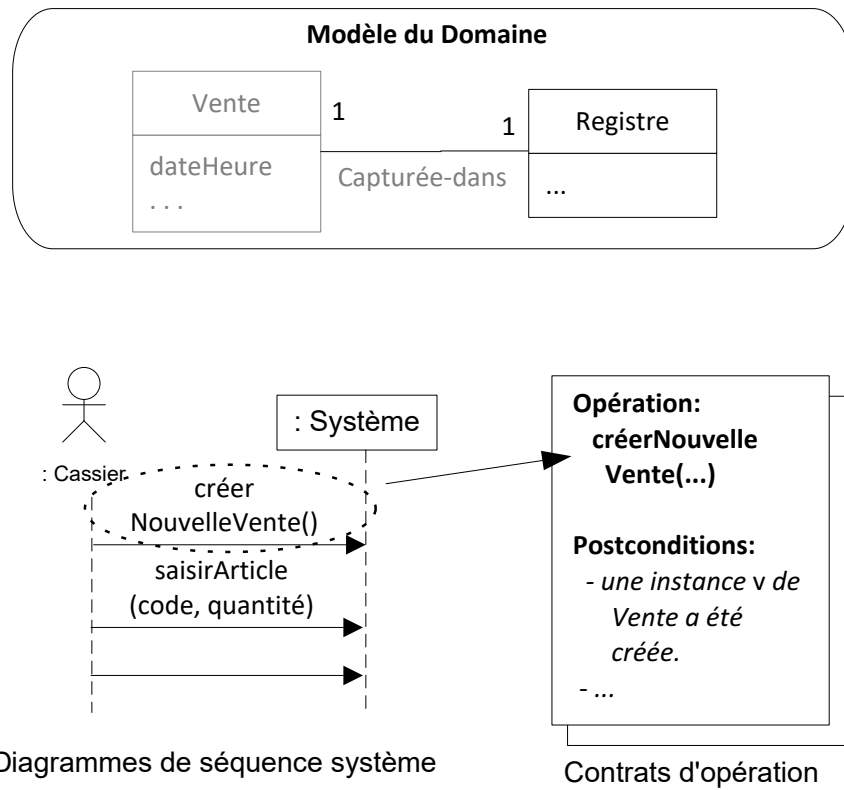 Modèle du Domaine
Vente
1
1
Registre
dateHeure
. . .
Capturée-dans
...
: Cassier
: Système
créer
NouvelleVente()
saisirArticle
(code, quantité)
Opération:
créerNouvelle
Vente(...)
Postconditions:
- une instance v de
Vente a été
créée.
- ...
Diagrammes de séquence système
Contrats d'opération